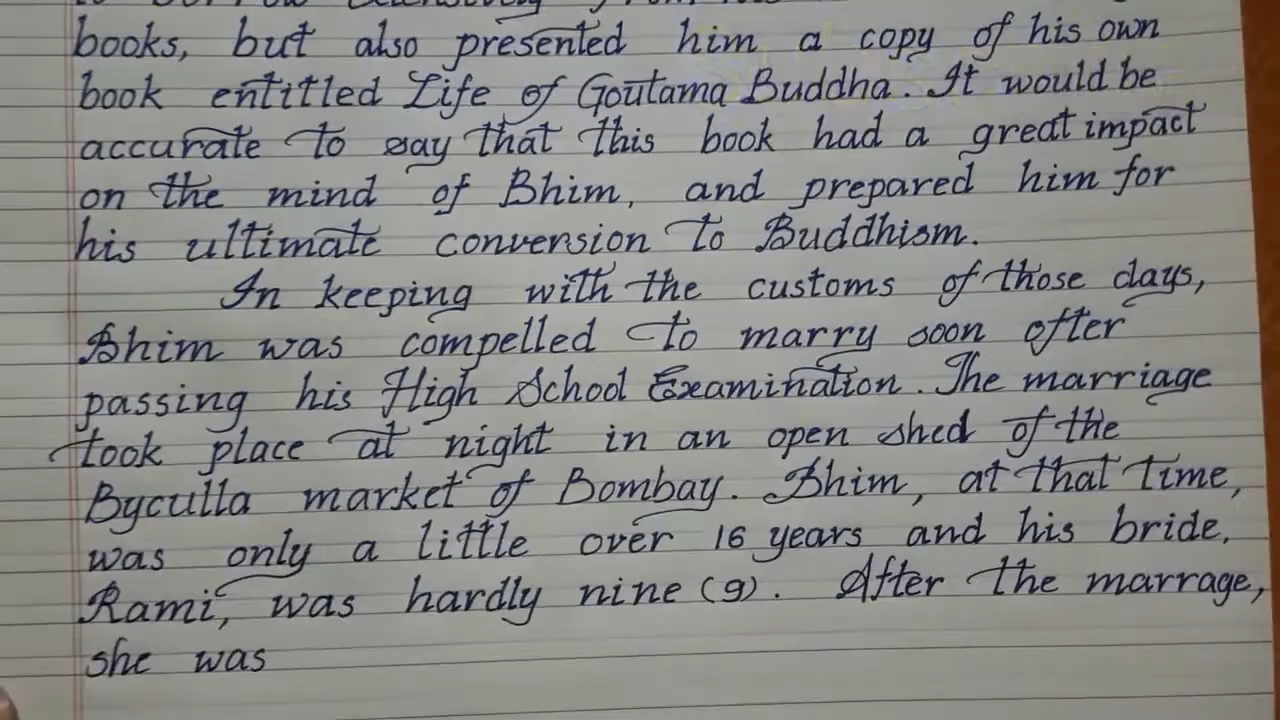 books, but also presented him a copy of his own
book entitled Life of Goutama Buddha. It would be
accurate to say that this book had a great impact
on the mind of Bhim, and prepared him for
his ultimate conversion to Buddhism.
In keeping with the customs of those days,
Bhim was compelled to marry soon ofter
passing his High School Examination. The marriage
took place at night in an open shed of the
Byculla market of Bombay. Bhim, at that time,
was only a little over 16 years and his bride,
Rami, was hardly nine (9). After the marrage,
she was